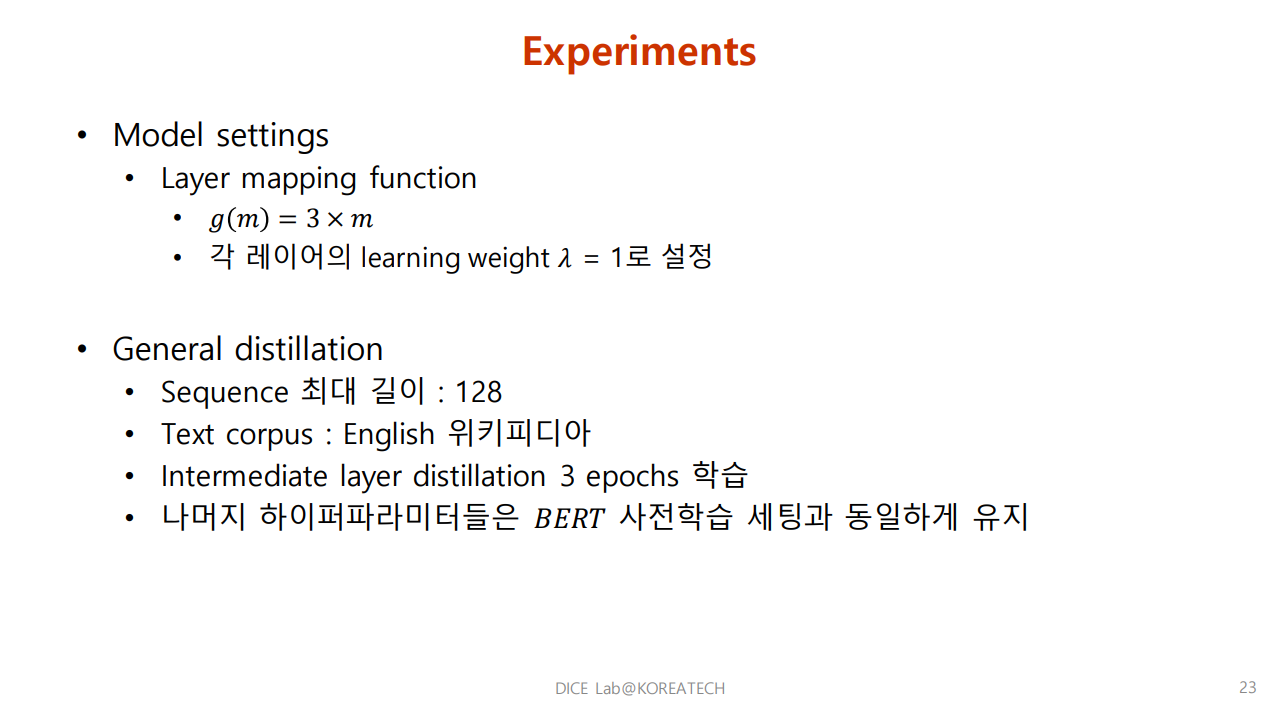 Experiments
• Model settings
• Layer mapping function
• g(m) = 3 × m
• 각 레이어의 learning weight λ = 1로 설정
• General distillation
• Sequence 최대 길이 : 128
• Text corpus : English 위키피디아
• Intermediate layer distillation 3 epochs 학습
• 나머지 하이퍼파라미터들은 BERT 사전학습 세팅과 동일하게 유지
DICE Lab@KOREATECH
23